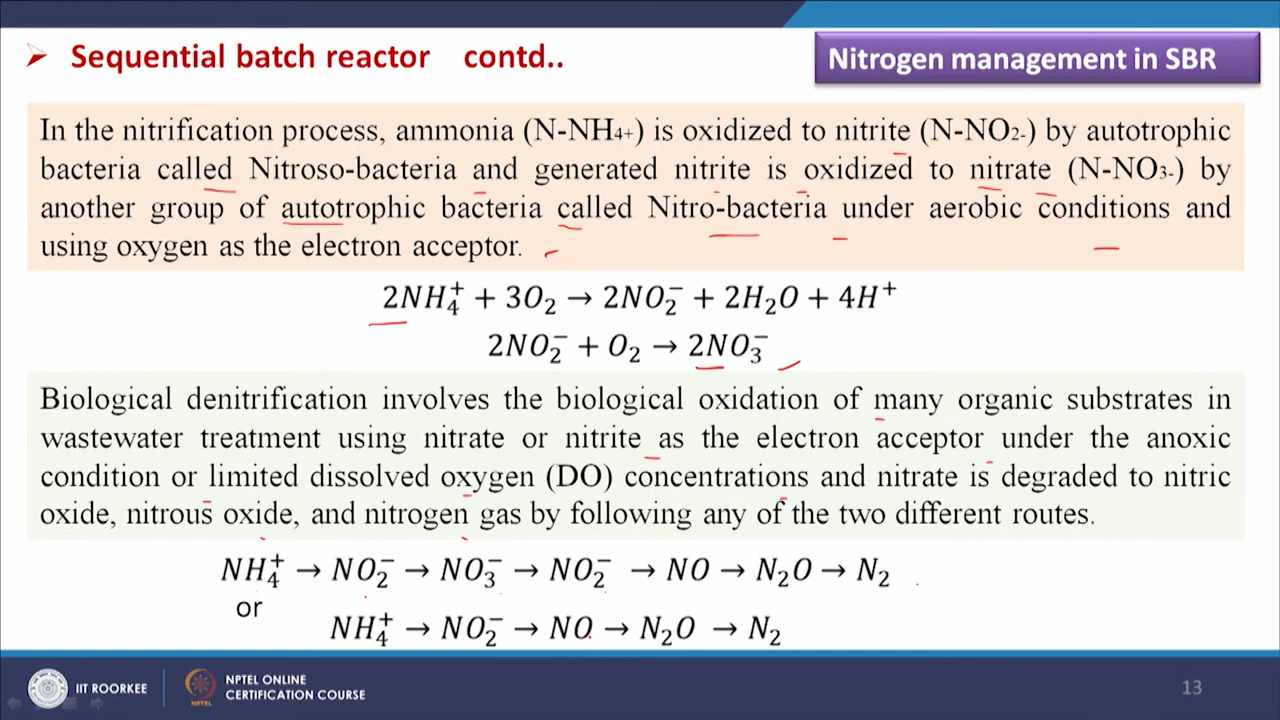 ➢ Sequential batch reactor contd..
Nitrogen management in SBR
In the nitrification process, ammonia (N-NH₄₊) is oxidized to nitrite (N-NO₂₋) by autotrophic
bacteria called Nitroso-bacteria and generated nitrite is oxidized to nitrate (N-NO₃₋) by
another group of autotrophic bacteria called Nitro-bacteria under aerobic conditions and
using oxygen as the electron acceptor.
2NH₄⁺ + 3O₂ → 2NO₂⁻ + 2H₂O + 4H⁺
2NO₂⁻ + O₂ → 2NO₃⁻
Biological denitrification involves the biological oxidation of many organic substrates in
wastewater treatment using nitrate or nitrite as the electron acceptor under the anoxic
condition or limited dissolved oxygen (DO) concentrations and nitrate is degraded to nitric
oxide, nitrous oxide, and nitrogen gas by following any of the two different routes.
NH₄⁺ → NO₂⁻ → NO₃⁻ → NO₂⁻ → NO → N₂O → N₂
or
NH₄⁺ → NO₂⁻ → NO → N₂O → N₂
IIT ROORKEE
NPTEL ONLINE
CERTIFICATION COURSE
NPTEL
13